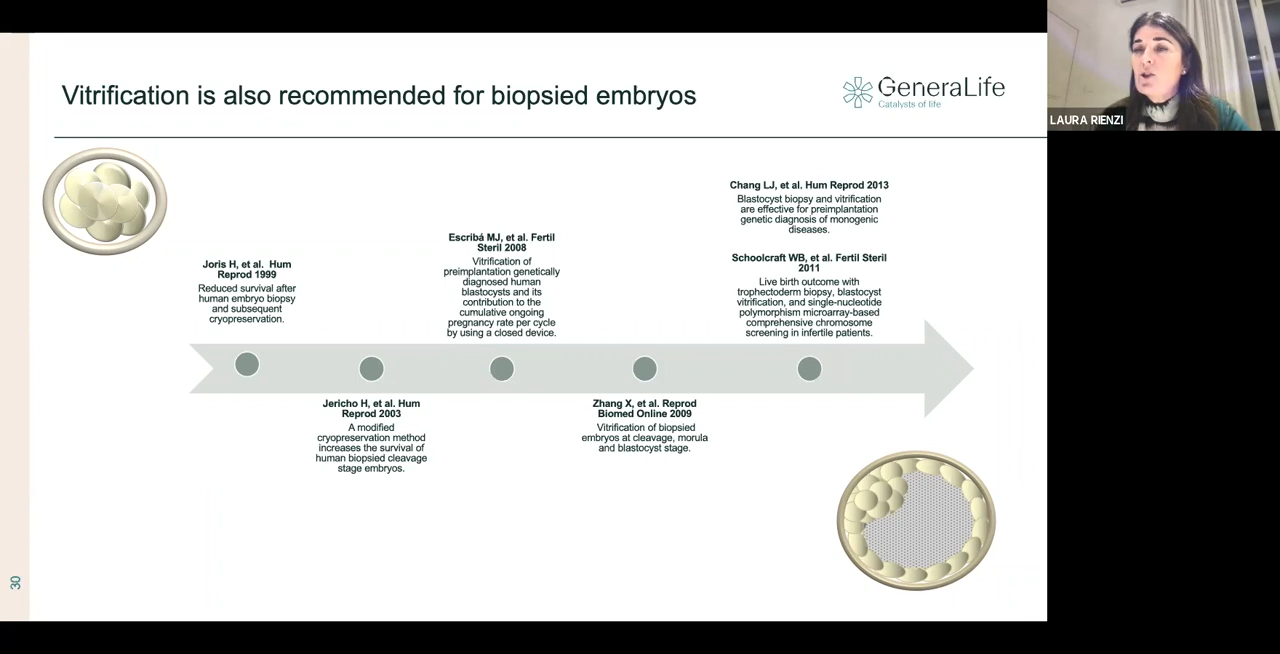 Vitrification is also recommended for biopsied embryos
GeneraLife
Catalysts of life
LAURA RIENZI
Joris H, et al. Hum
Reprod 1999
Reduced survival after
human embryo biopsy
and subsequent
cryopreservation.
Jericho H, et al. Hum
Reprod 2003
A modified
cryopreservation method
increases the survival of
human biopsied cleavage
stage embryos.
Escribá MJ, et al. Fertil
Steril 2008
Vitrification of
preimplantation genetically
diagnosed human
blastocysts and its
contribution to the
cumulative ongoing
pregnancy rate per cycle
by using a closed device.
Zhang X, et al. Reprod
Biomed Online 2009
Vitrification of biopsied
embryos at cleavage, morula
and blastocyst stage.
Chang LJ, et al. Hum Reprod 2013
Blastocyst biopsy and vitrification
are effective for preimplantation
genetic diagnosis of monogenic
diseases.
Schoolcraft WB, et al. Fertil Steril
2011
Live birth outcome with
trophectoderm biopsy, blastocyst
vitrification, and single-nucleotide
polymorphism microarray-based
comprehensive chromosome
screening in infertile patients.
30